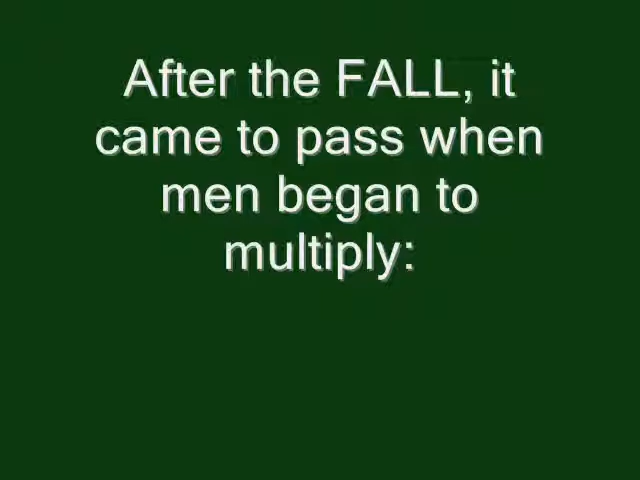 After the FALL, it
came to pass when
men began to
multiply: